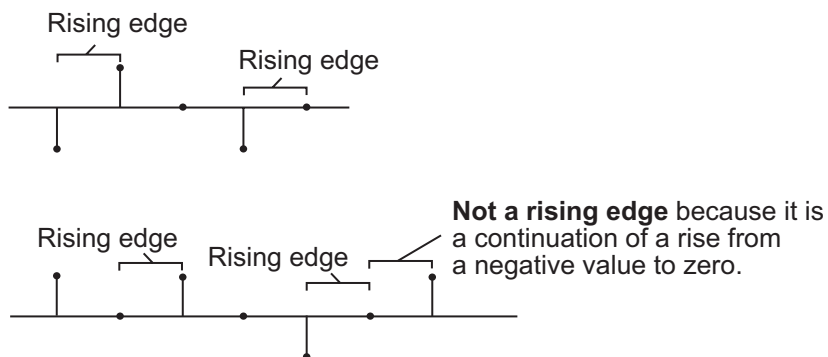 Rising edge
Rising edge
Not a rising edge because it is
a continuation of a rise from
a negative value to zero.
Rising edge
Rising edge